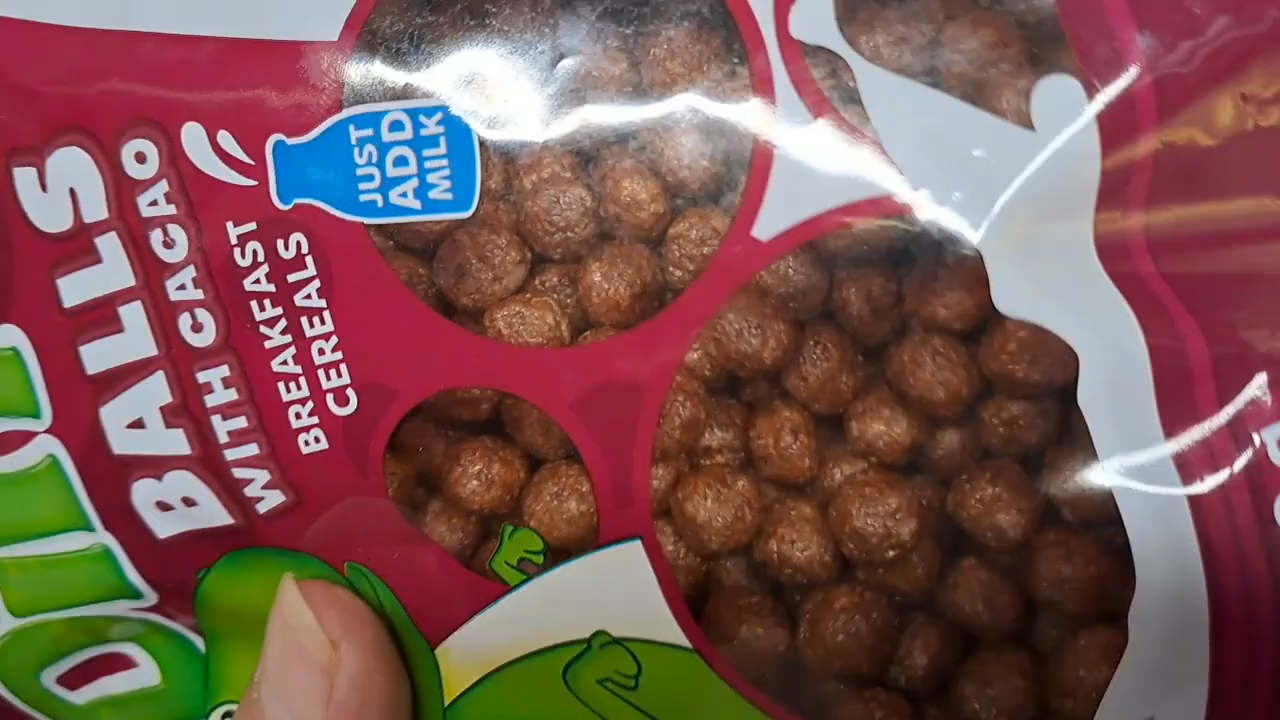 BALLS
WITH CACAO
BREAKFAST
CEREALS
JUST
ADD
MILK